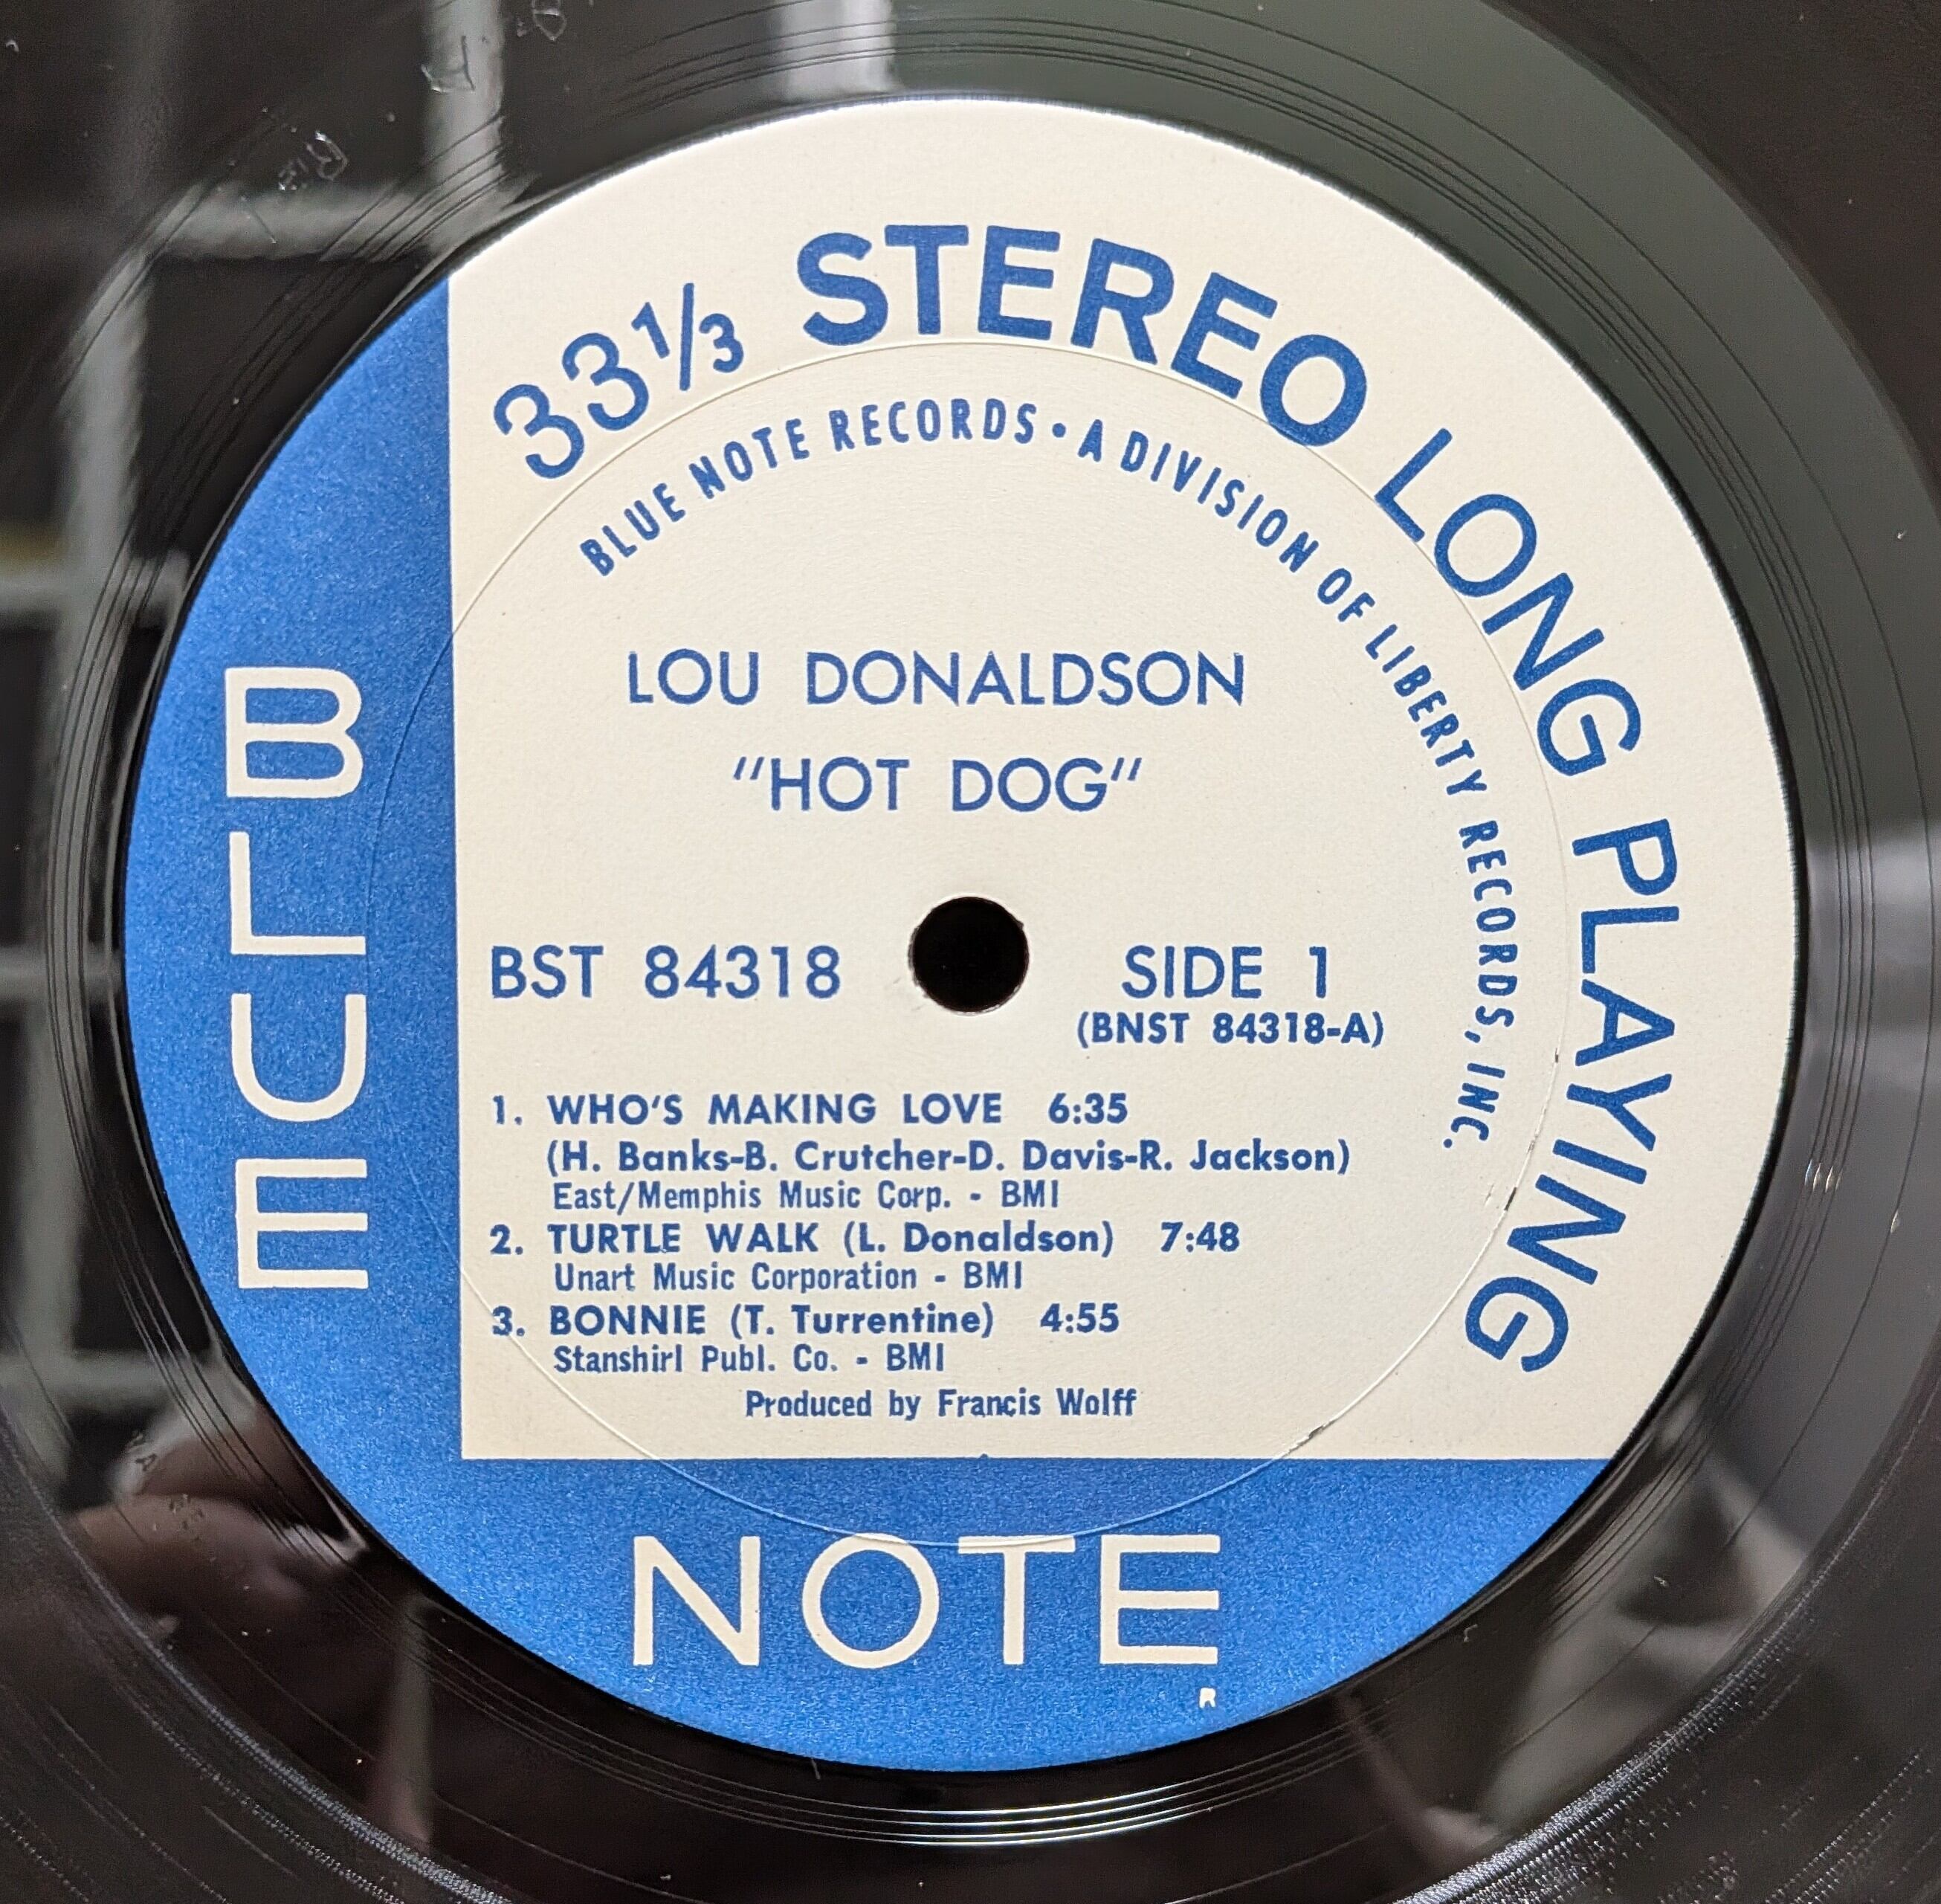 33⅓ STEREO LONG PLAYING
BLUE NOTE RECORDS • A DIVISION OF LIBERTY RECORDS, INC.
LOU DONALDSON
"HOT DOG"
BST 84318
SIDE 1
(BNST 84318-A)
1. WHO'S MAKING LOVE 6:35
(H. Banks-B. Crutcher-D. Davis-R. Jackson)
East/Memphis Music Corp. - BMI
2. TURTLE WALK (L. Donaldson) 7:48
Unart Music Corporation - BMI
3. BONNIE (T. Turrentine) 4:55
Stanshirl Publ. Co. - BMI
Produced by Francis Wolff
BLUE
NOTE
R